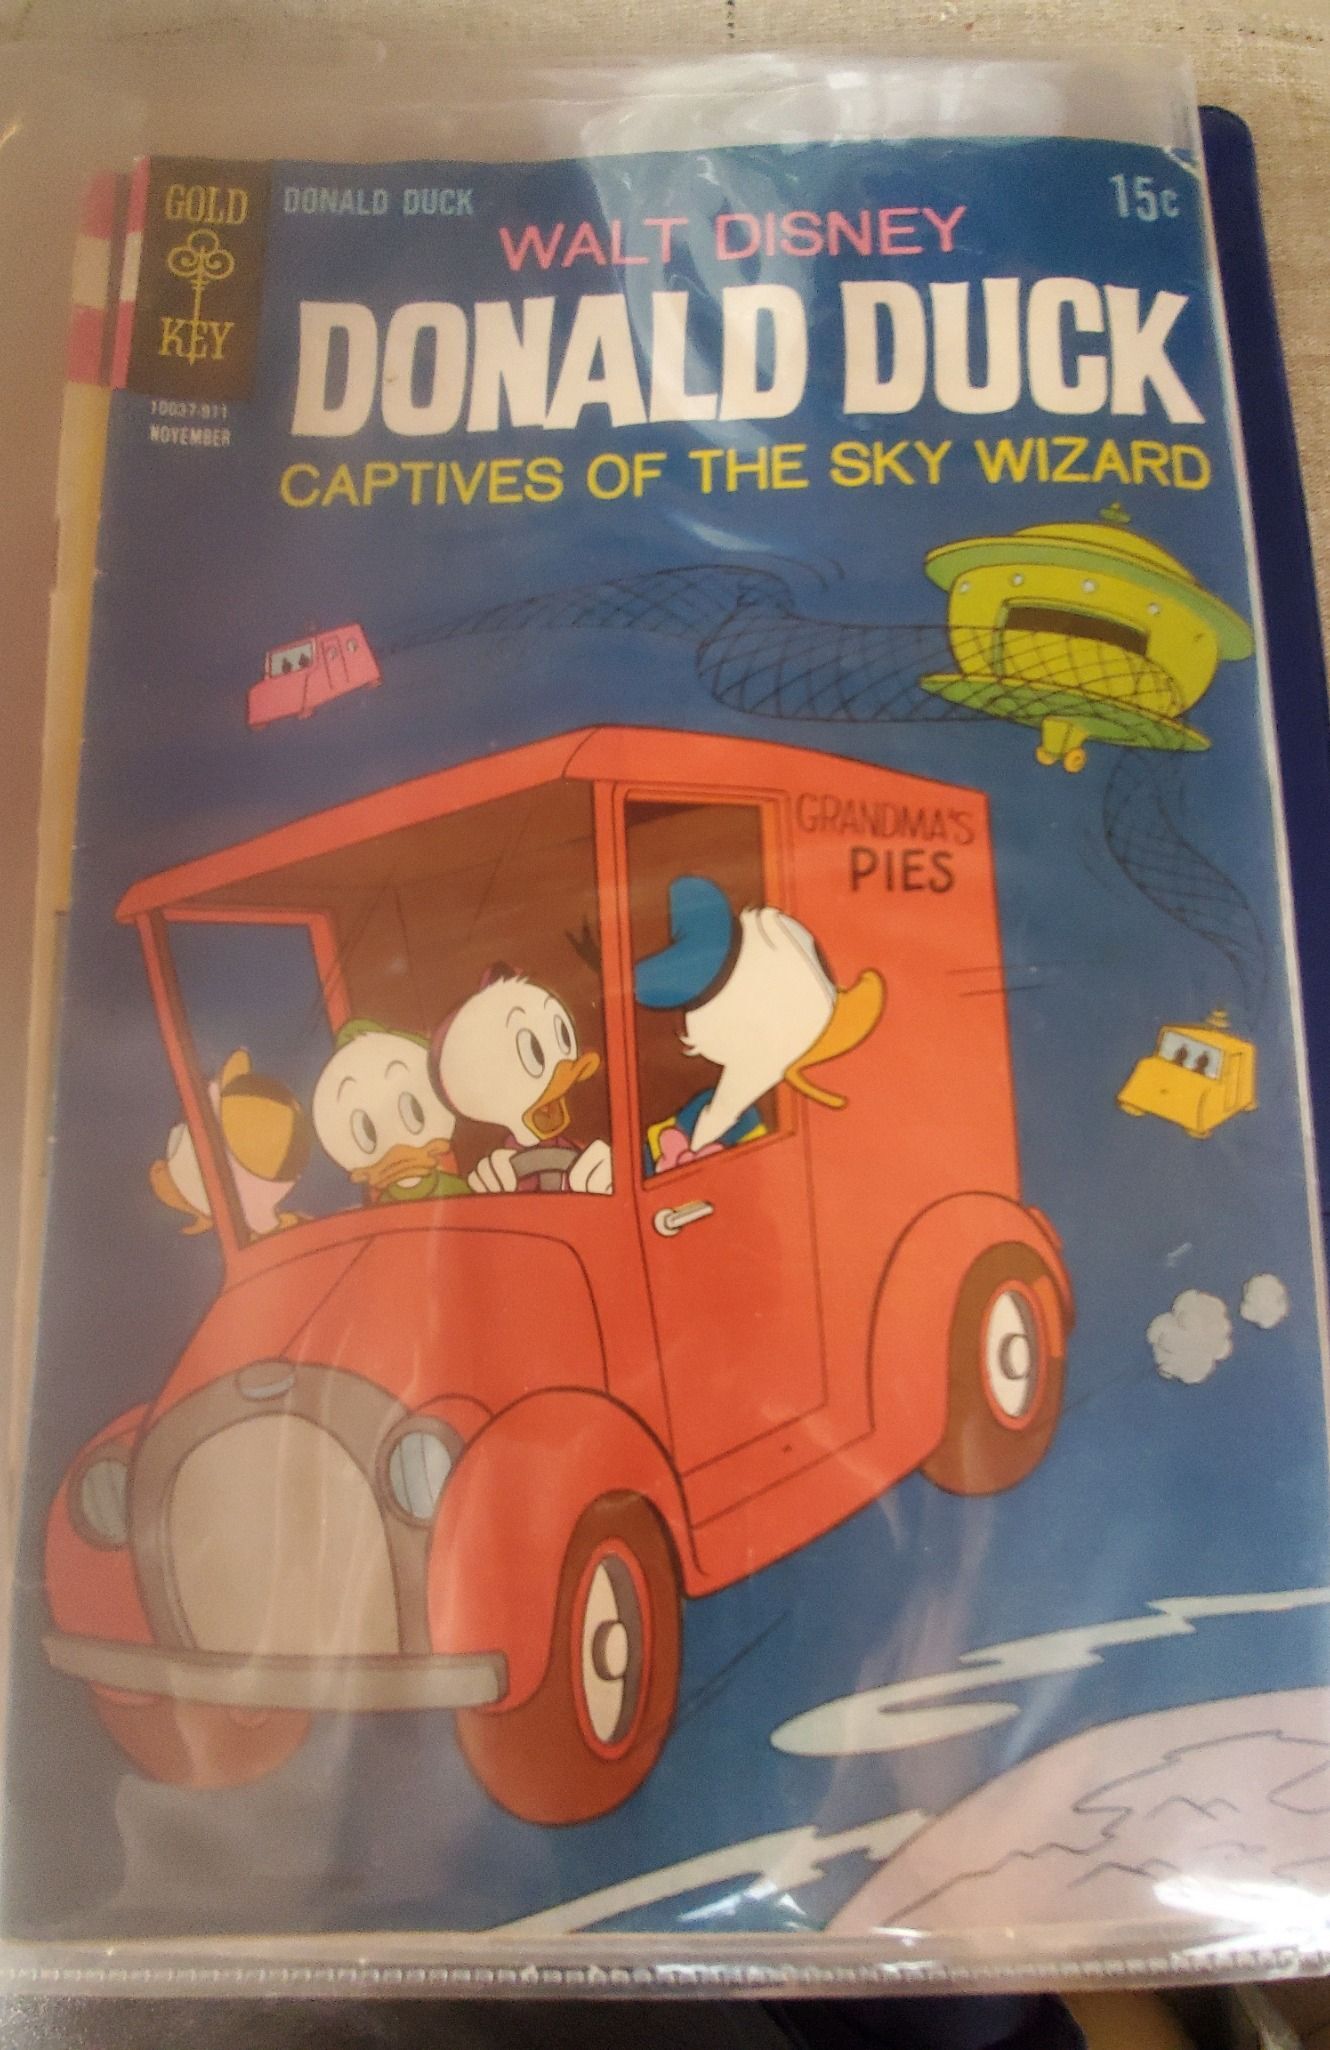 GOLD
KEY
DONALD DUCK
15¢
WALT DISNEY
DONALD DUCK
10037-911
NOVEMBER
CAPTIVES OF THE SKY WIZARD
GRANDMA'S
PIES